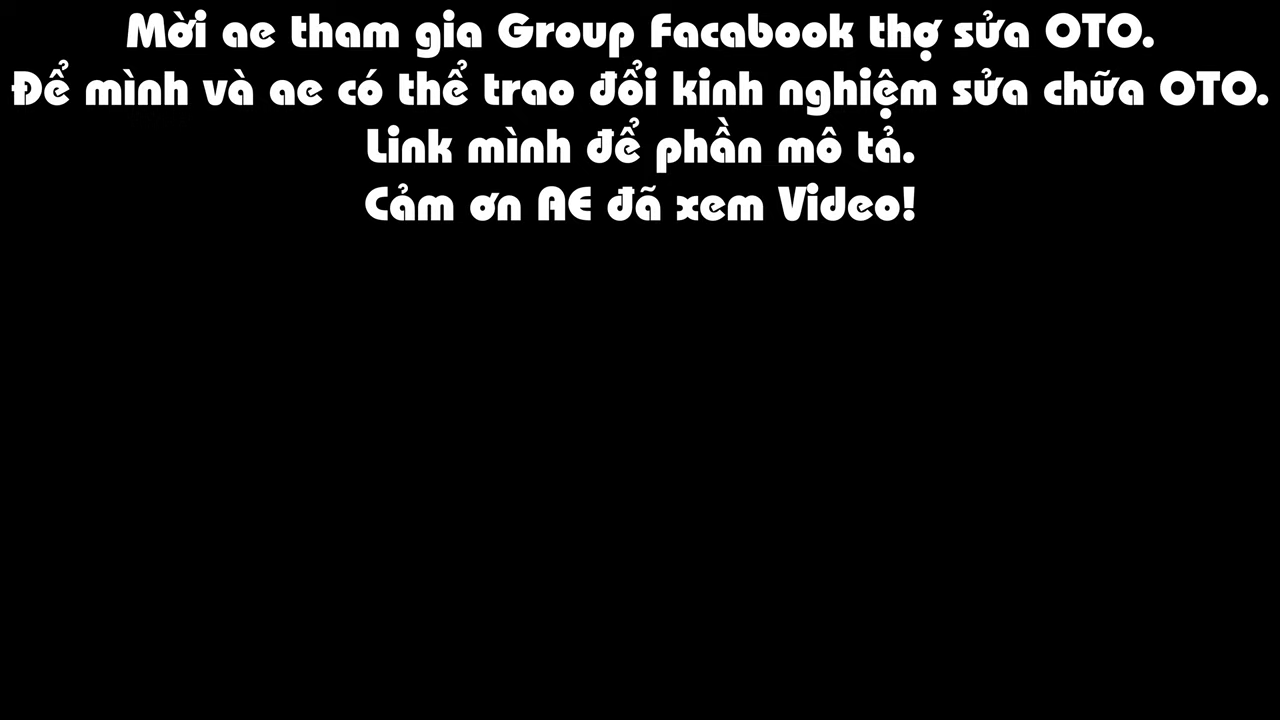 Mời ae tham gia Group Facabook thợ sửa OTO.
Để mình và ae có thể trao đổi kinh nghiệm sửa chữa OTO.
Link mình để phần mô tả.
Cảm ơn AE đã xem Video!